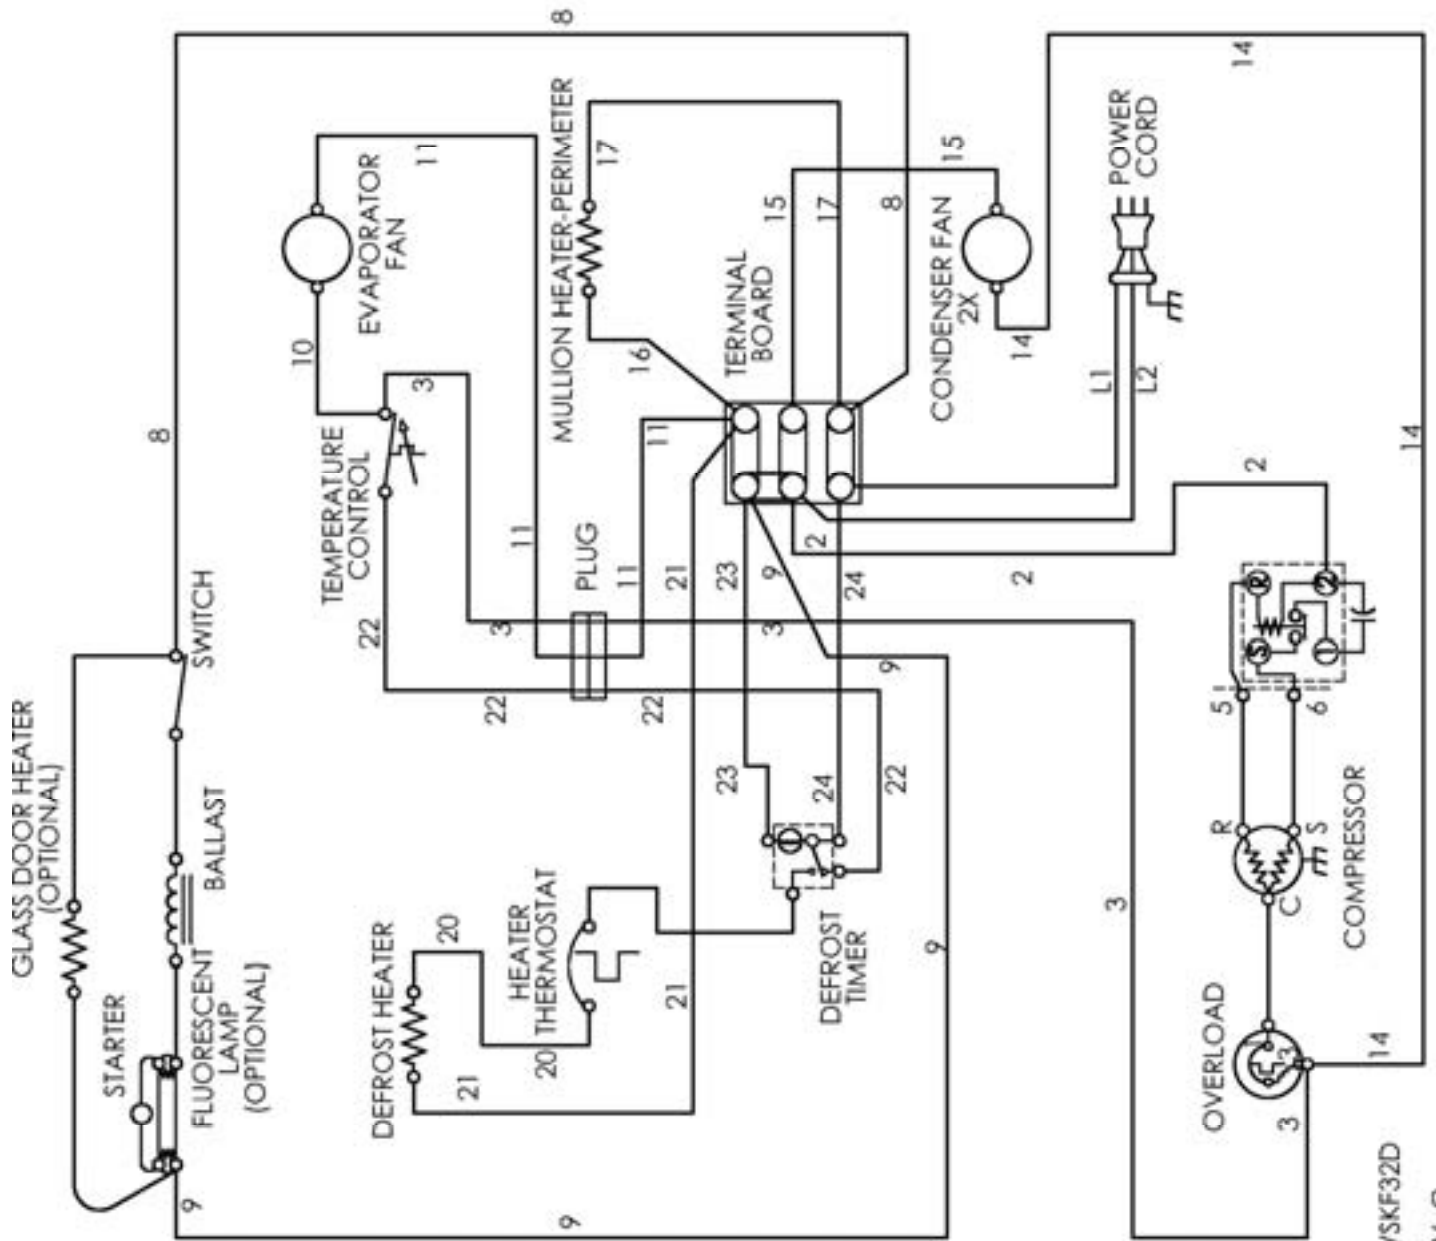 GLASS DOOR HEATER
(OPTIONAL)
STARTER
FLUORESCENT
LAMP
(OPTIONAL)
BALLAST
SWITCH
8
8
9
9
9
9
9
EVAPORATOR
FAN
10
11
11
11
11
TEMPERATURE
CONTROL
3
3
3
3
3
22
22
22
22
PLUG
MULLION HEATER-PERIMETER
16
17
17
TERMINAL
BOARD
15
15
8
CONDENSER FAN
2X
14
14
14
14
POWER
CORD
L1
L2
2
2
2
21
21
21
23
23
24
24
DEFROST HEATER
20
20
HEATER
THERMOSTAT
DEFROST
TIMER
OVERLOAD
COMPRESSOR
C
R
S
5
6
R
S
1
2
/SKF32D